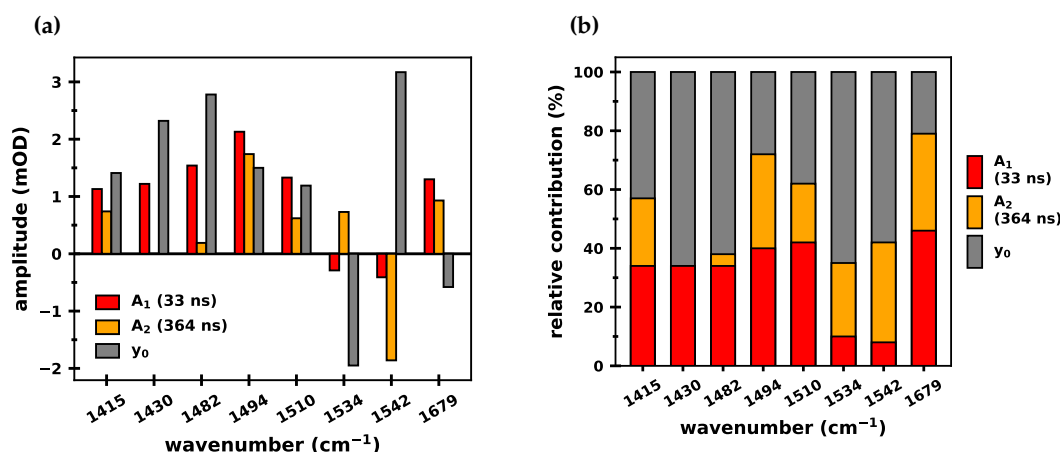 (a)
amplitude (mOD)
3
2
1
0
−1
−2
A₁ (33 ns)
A₂ (364 ns)
y₀
1415 1430 1482 1494 1510 1534 1542 1679
wavenumber (cm⁻¹)
(b)
relative contribution (%)
100
80
60
40
20
0
1415 1430 1482 1494 1510 1534 1542 1679
wavenumber (cm⁻¹)
A₁
(33 ns)
A₂
(364 ns)
y₀